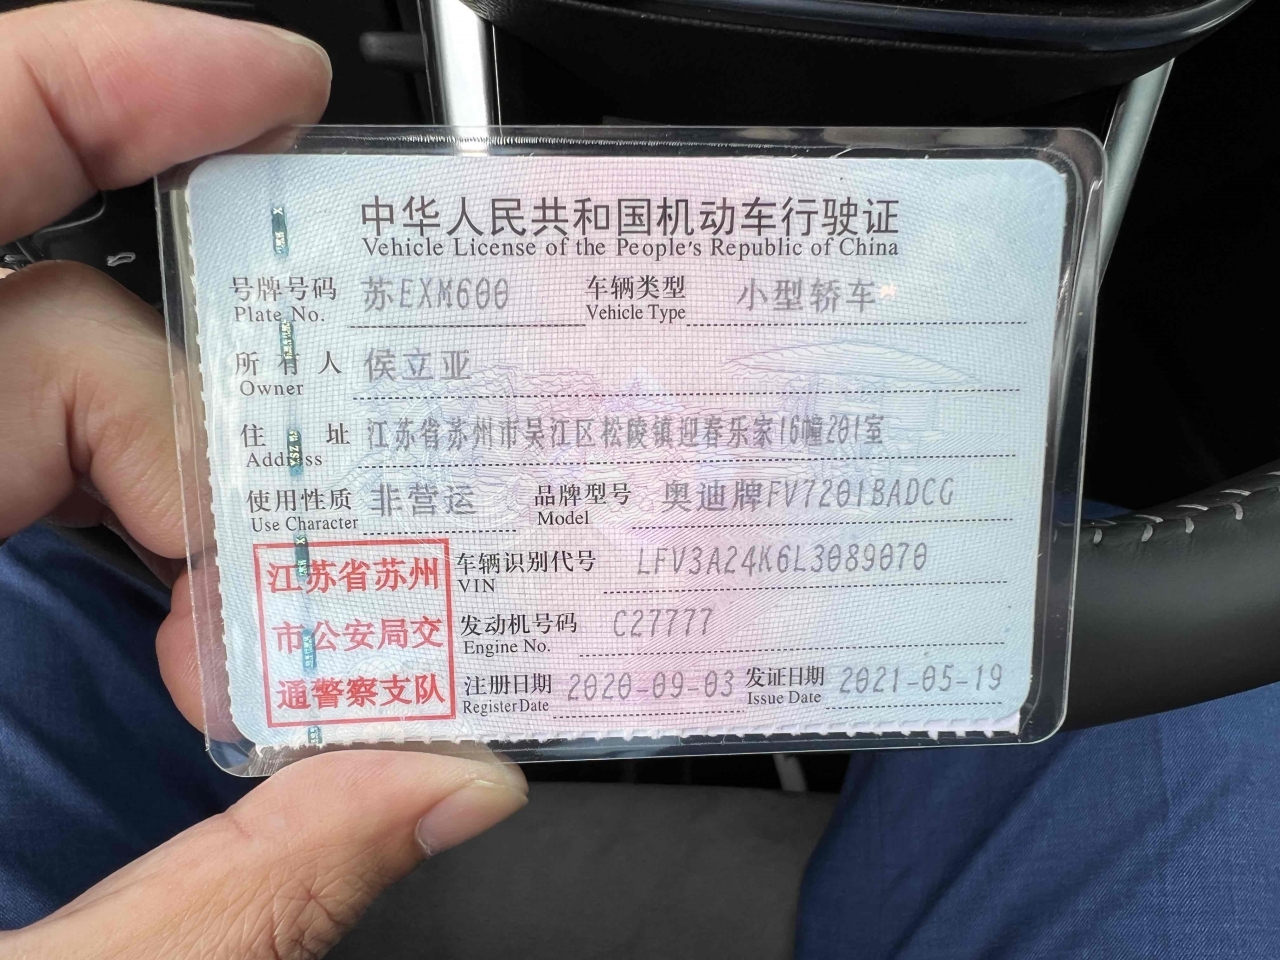 中华人民共和国机动车行驶证
Vehicle License of the People's Republic of China
号牌号码 苏EXM600 车辆类型 小型轿车
Plate No. Vehicle Type
所有人 侯立亚
Owner
住址 江苏省苏州市吴江区松陵镇迎春乐家16幢201室
Address
使用性质 非营运 品牌型号 奥迪牌FV7201BADCG
Use Character Model
江苏省苏州 车辆识别代号 LFV3A24K6L3089070
VIN
市公安局交 发动机号码 C27777
Engine No.
通警察支队 注册日期 2020-09-03 发证日期 2021-05-19
Register Date Issue Date